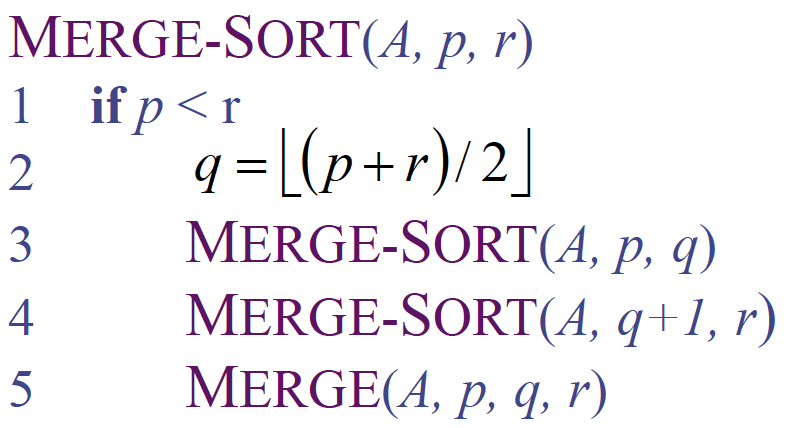 MERGE-SORT(A, p, r)
1 if p < r
2 q = ⌊(p + r) / 2⌋
3 MERGE-SORT(A, p, q)
4 MERGE-SORT(A, q+1, r)
5 MERGE(A, p, q, r)